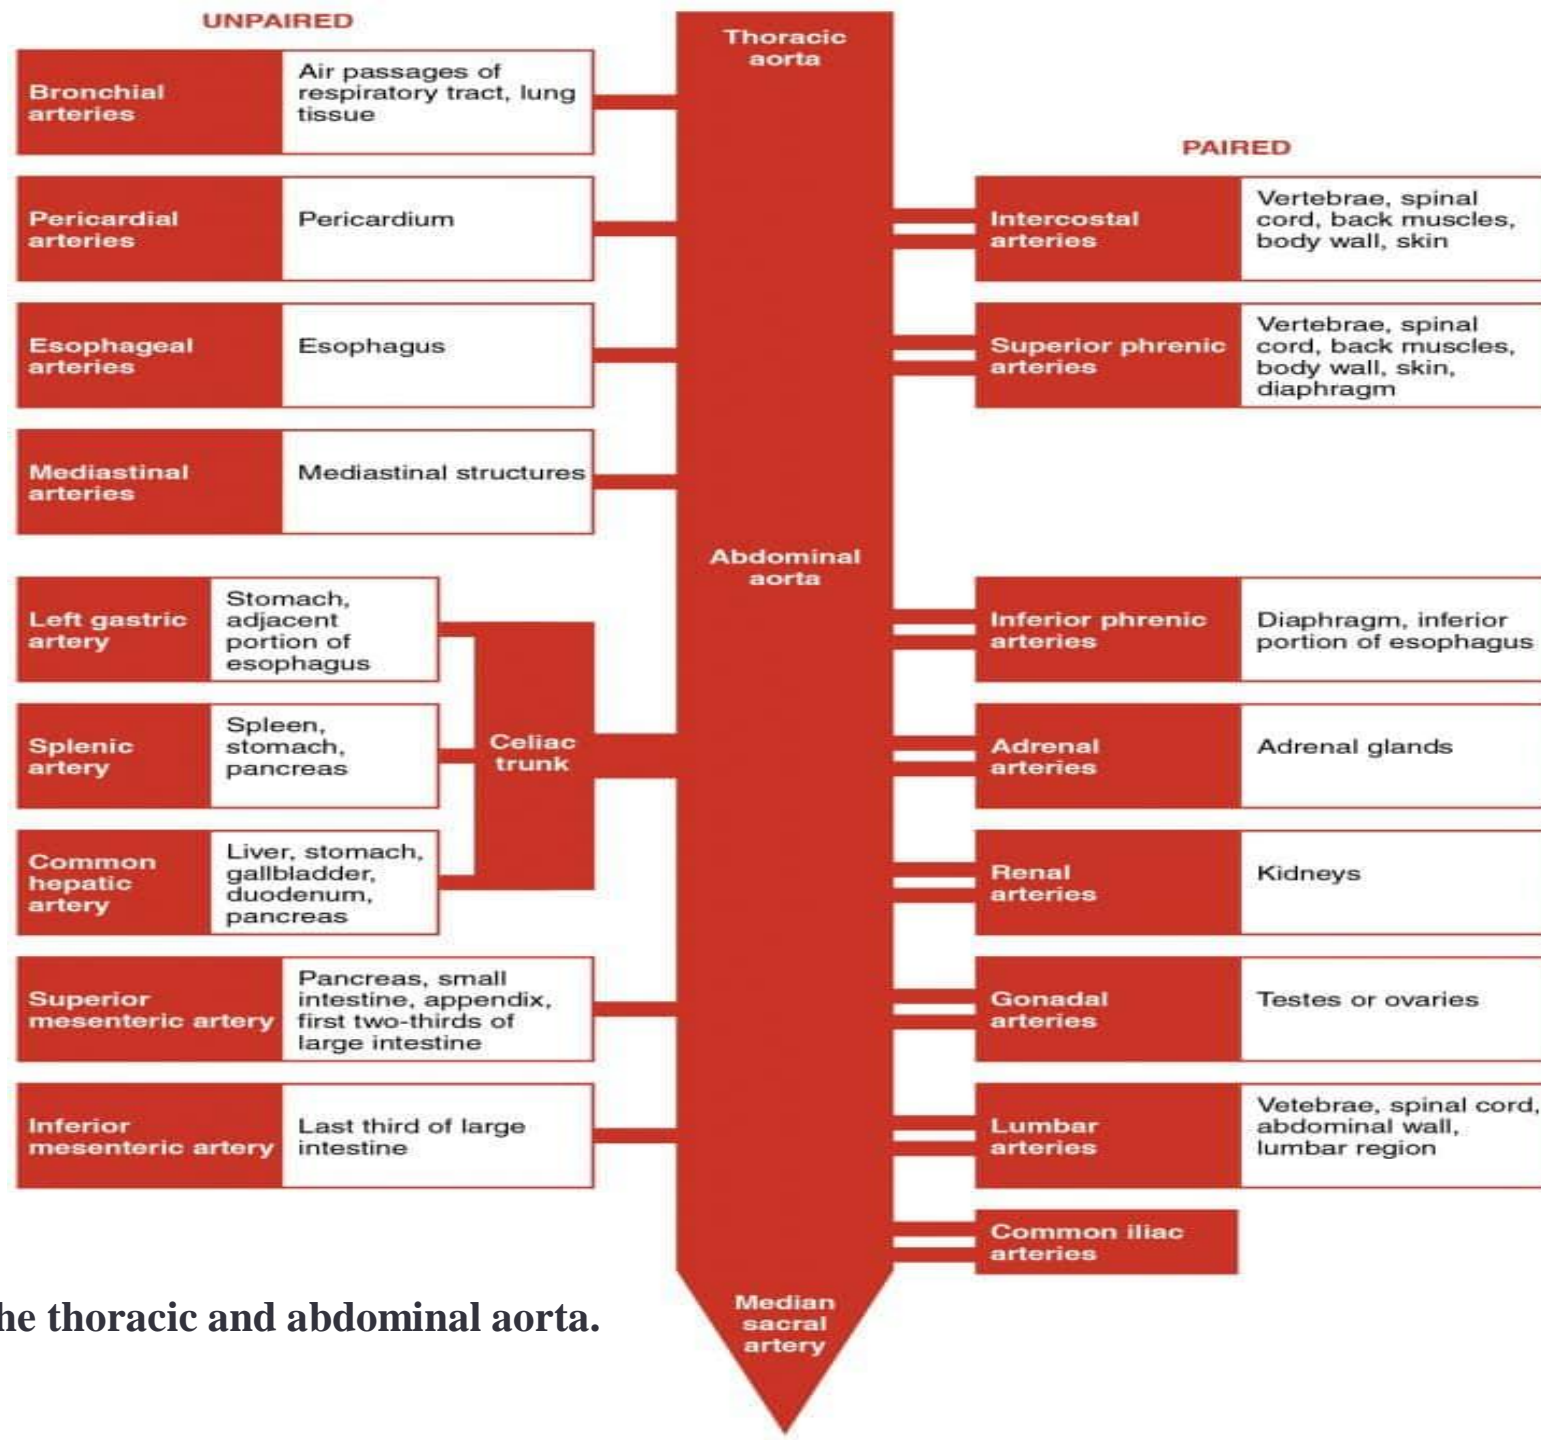 UNPAIRED
Bronchial
arteries
Air passages of
respiratory tract, lung
tissue
Pericardial
arteries
Pericardium
Esophageal
arteries
Esophagus
Mediastinal
arteries
Mediastinal structures
Left gastric
artery
Stomach,
adjacent
portion of
esophagus
Splenic
artery
Spleen,
stomach,
pancreas
Common
hepatic
artery
Liver, stomach,
gallbladder,
duodenum,
pancreas
Celiac
trunk
Superior
mesenteric artery
Pancreas, small
intestine, appendix,
first two-thirds of
large intestine
Inferior
mesenteric artery
Last third of large
intestine
Thoracic
aorta
Abdominal
aorta
Median
sacral
artery
PAIRED
Intercostal
arteries
Vertebrae, spinal
cord, back muscles,
body wall, skin
Superior phrenic
arteries
Vertebrae, spinal
cord, back muscles,
body wall, skin,
diaphragm
Inferior phrenic
arteries
Diaphragm, inferior
portion of esophagus
Adrenal
arteries
Adrenal glands
Renal
arteries
Kidneys
Gonadal
arteries
Testes or ovaries
Lumbar
arteries
Vetebrae, spinal cord,
abdominal wall,
lumbar region
Common iliac
arteries
thoracic and abdominal aorta.